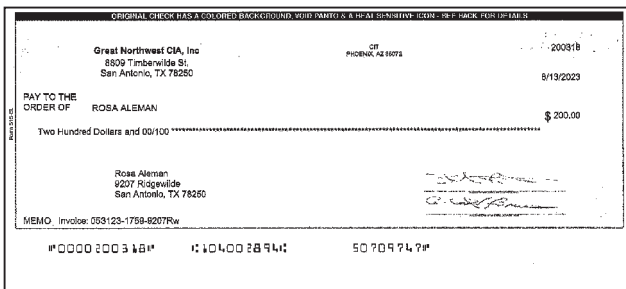 ORIGINAL CHECK HAS A COLORED BACKGROUND, VOID PANTO & A HEAT SENSITIVE ICON - SEE BACK FOR DETAILS
Great Northwest CIA, Inc
8809 Timberwilde St.
San Antonio, TX 78250
CIT
PHOENIX, AZ
200318
8/13/2023
PAY TO THE
ORDER OF ROSA ALEMAN
$ 200.00
Two Hundred Dollars and 00/100
Rosa Aleman
9207 Ridgewilde
San Antonio, TX 78250
MEMO Invoice: 053123-1759-9207Rw
⑈0000200318⑈ ⑆104002894⑆ 50709747⑈